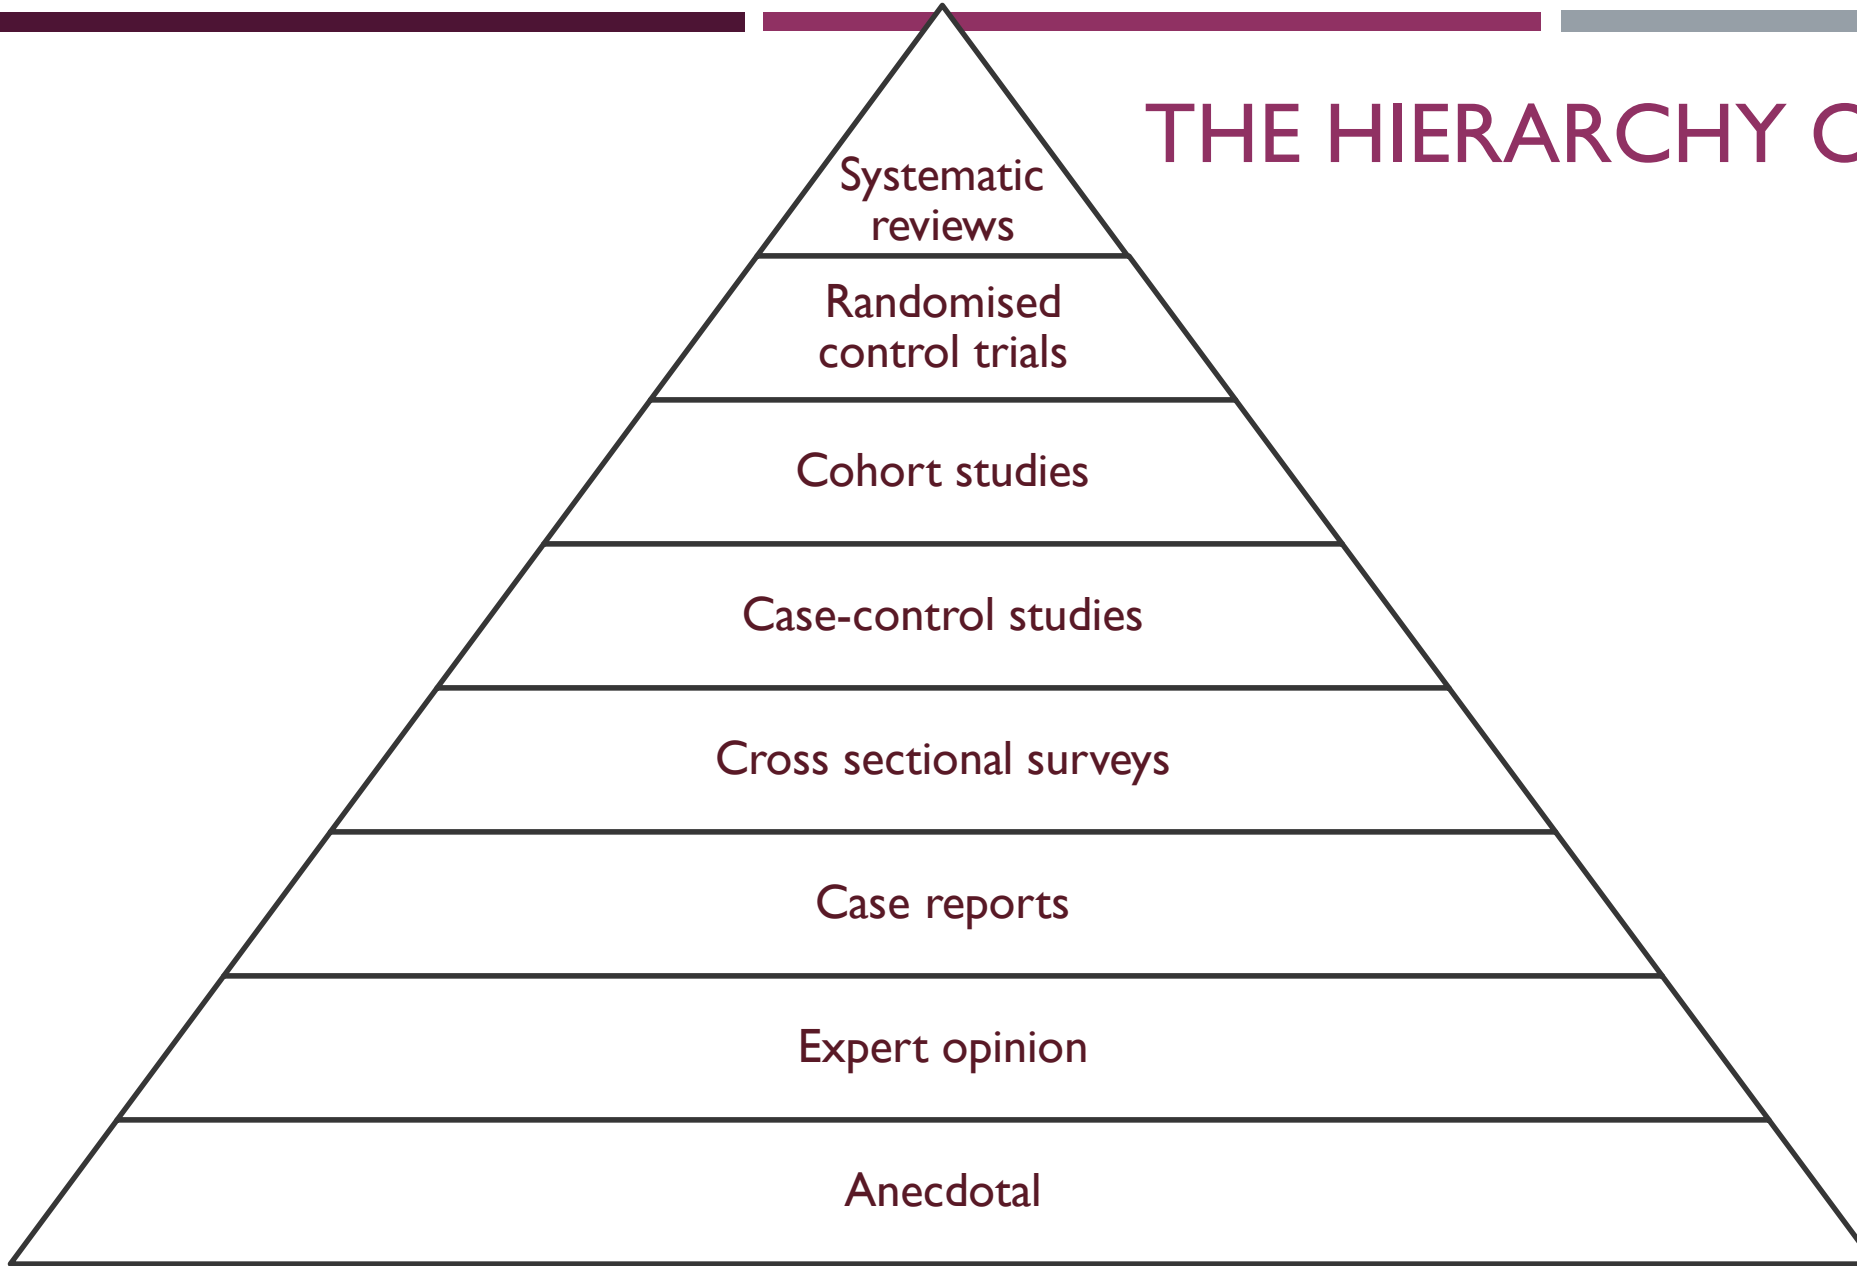 THE HIERARCHY
Systematic
reviews
Randomised
control trials
Cohort studies
Case-control studies
Cross sectional surveys
Case reports
Expert opinion
Anecdotal